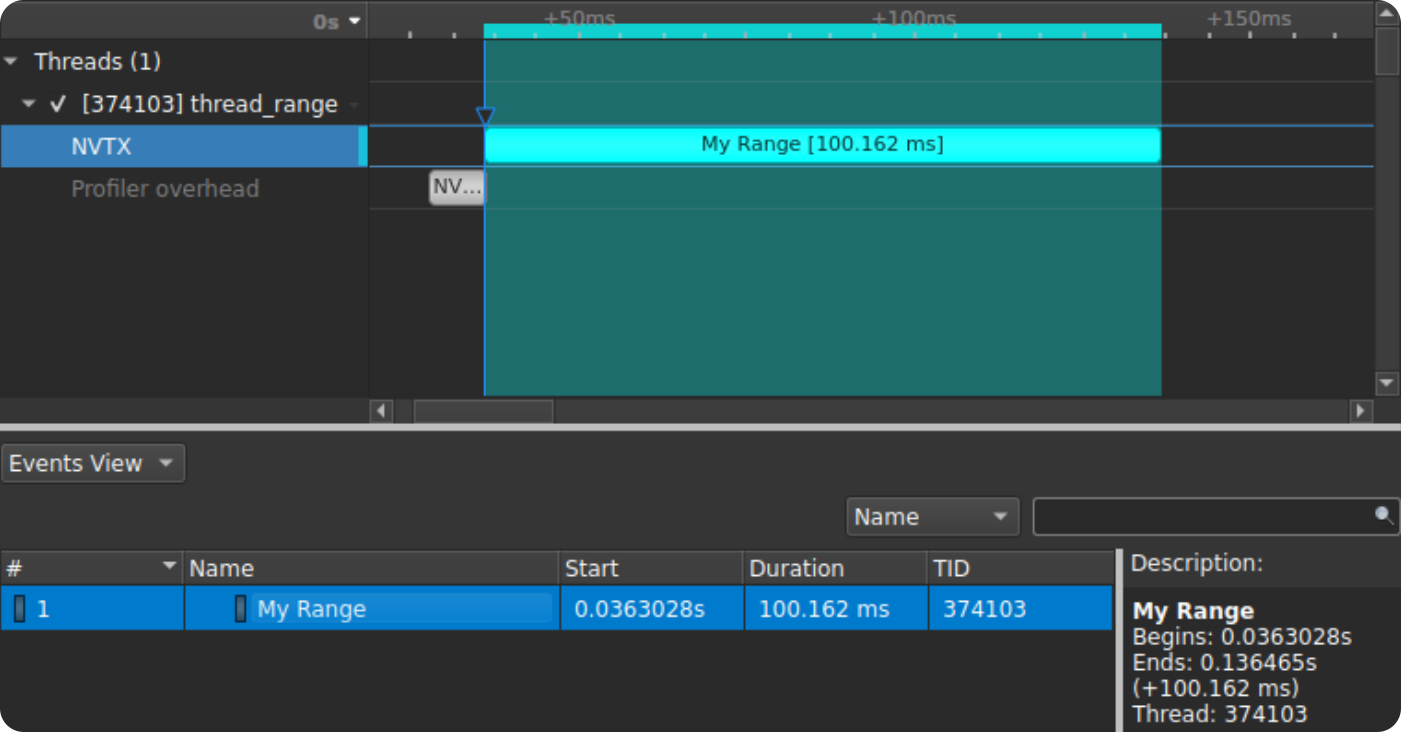 0s +50ms +100ms +150ms
Threads (1)
[374103] thread_range
NVTX My Range [100.162 ms]
Profiler overhead NV...
Events View
Name
# Name Start Duration TID
1 My Range 0.0363028s 100.162 ms 374103
Description:
My Range
Begins: 0.0363028s
Ends: 0.136465s
(+100.162 ms)
Thread: 374103